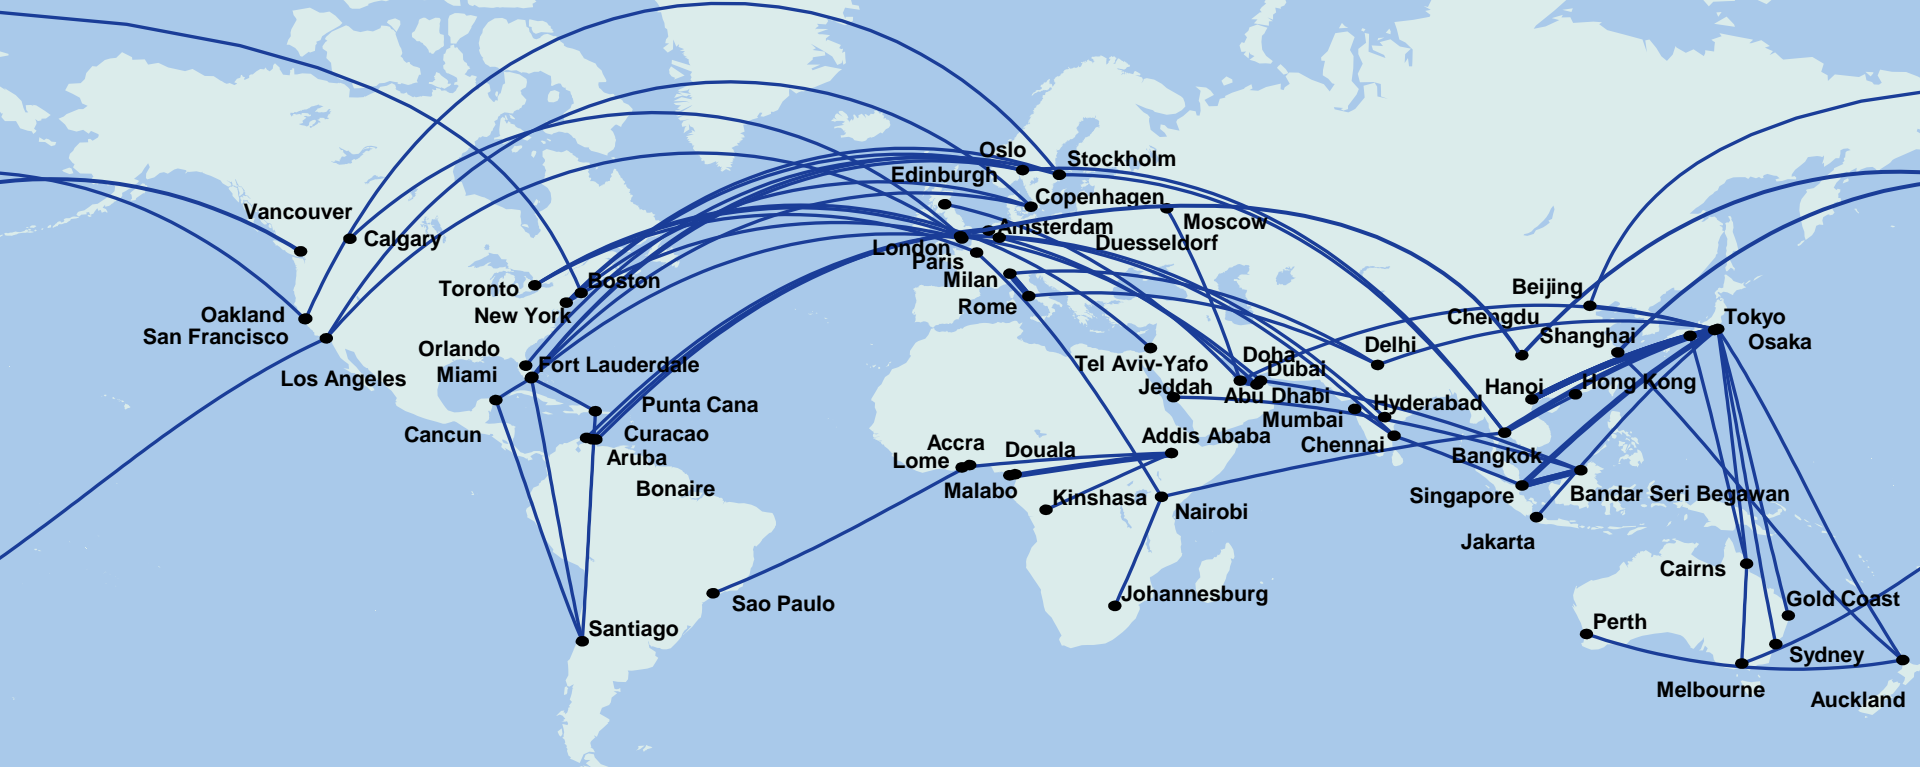 Oslo
Stockholm
Edinburgh
Copenhagen
Vancouver
Calgary
Amsterdam
Moscow
London
Duesseldorf
Paris
Milan
Rome
Toronto
Boston
New York
Beijing
Oakland
San Francisco
Chengdu
Tokyo
Shanghai
Osaka
Orlando
Fort Lauderdale
Miami
Los Angeles
Tel Aviv-Yafo
Doha
Dubai
Delhi
Jeddah
Abu Dhabi
Hanoi
Hong Kong
Punta Cana
Mumbai
Hyderabad
Cancun
Curacao
Accra
Douala
Addis Ababa
Chennai
Aruba
Lome
Bangkok
Bonaire
Malabo
Kinshasa
Nairobi
Singapore
Bandar Seri Begawan
Jakarta
Cairns
Johannesburg
Gold Coast
Sao Paulo
Santiago
Perth
Sydney
Melbourne
Auckland